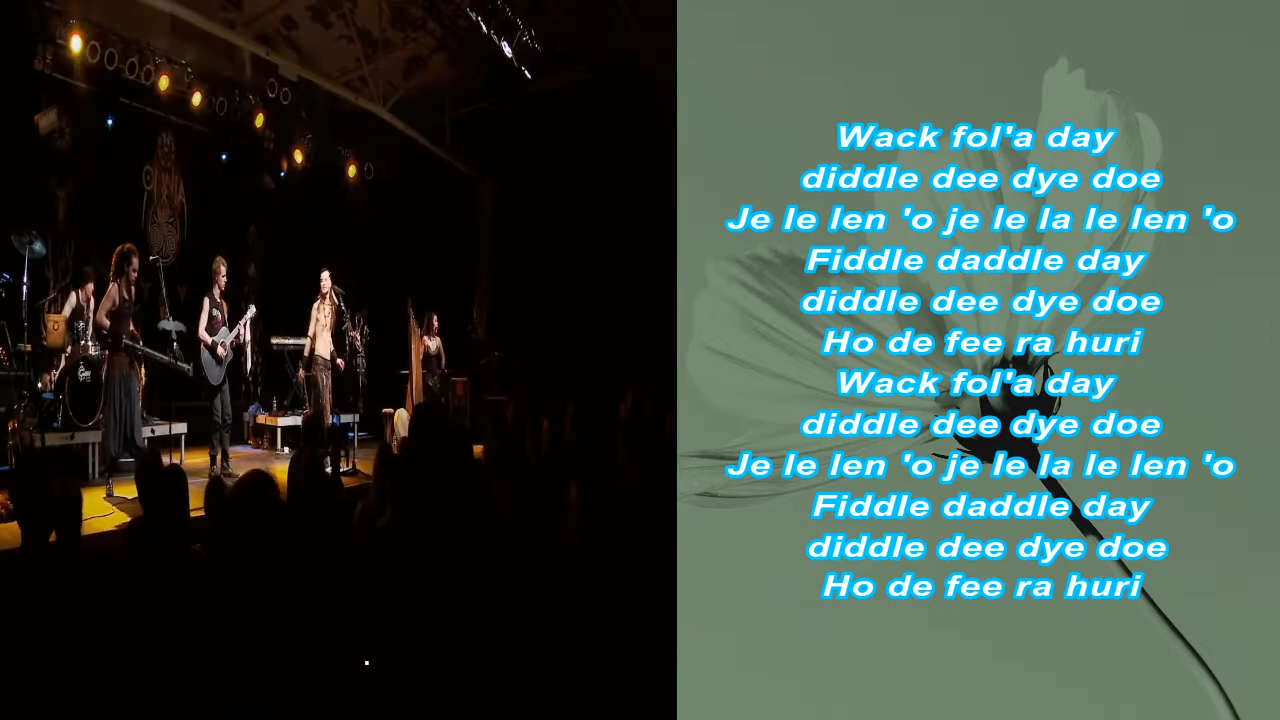 Wack fol'a day
diddle dee dye doe
Je le len 'o je le la le len 'o
Fiddle daddle day
diddle dee dye doe
Ho de fee ra huri
Wack fol'a day
diddle dee dye doe
Je le len 'o je le la le len 'o
Fiddle daddle day
diddle dee dye doe
Ho de fee ra huri